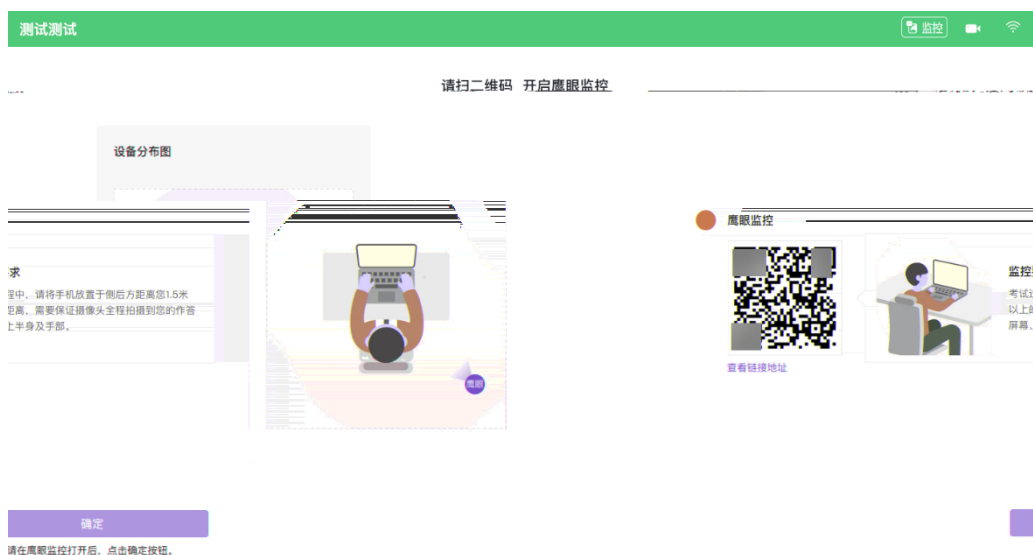 测试测试
监控
请扫二维码 开启鹰眼监控
设备分布图
鹰眼监控
求
监控
程中，请将手机放置于侧后方距离您1.5米
距离，需要保证摄像头全程拍摄到您的作答
上半身及手部。
考试过
以上的
屏幕、
查看链接地址
鹰眼
确定
请在鹰眼监控打开后，点击确定按钮。